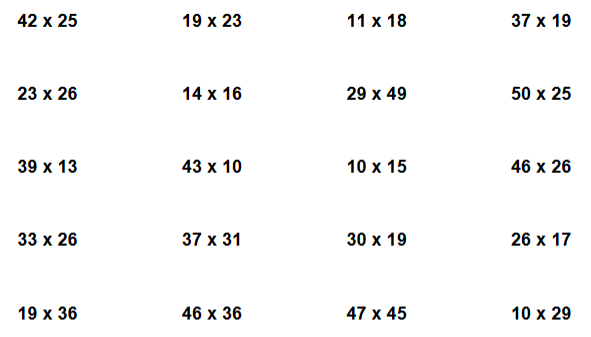 42 x 25 19 x 23 11 x 18 37 x 19
23 x 26 14 x 16 29 x 49 50 x 25
39 x 13 43 x 10 10 x 15 46 x 26
33 x 26 37 x 31 30 x 19 26 x 17
19 x 36 46 x 36 47 x 45 10 x 29